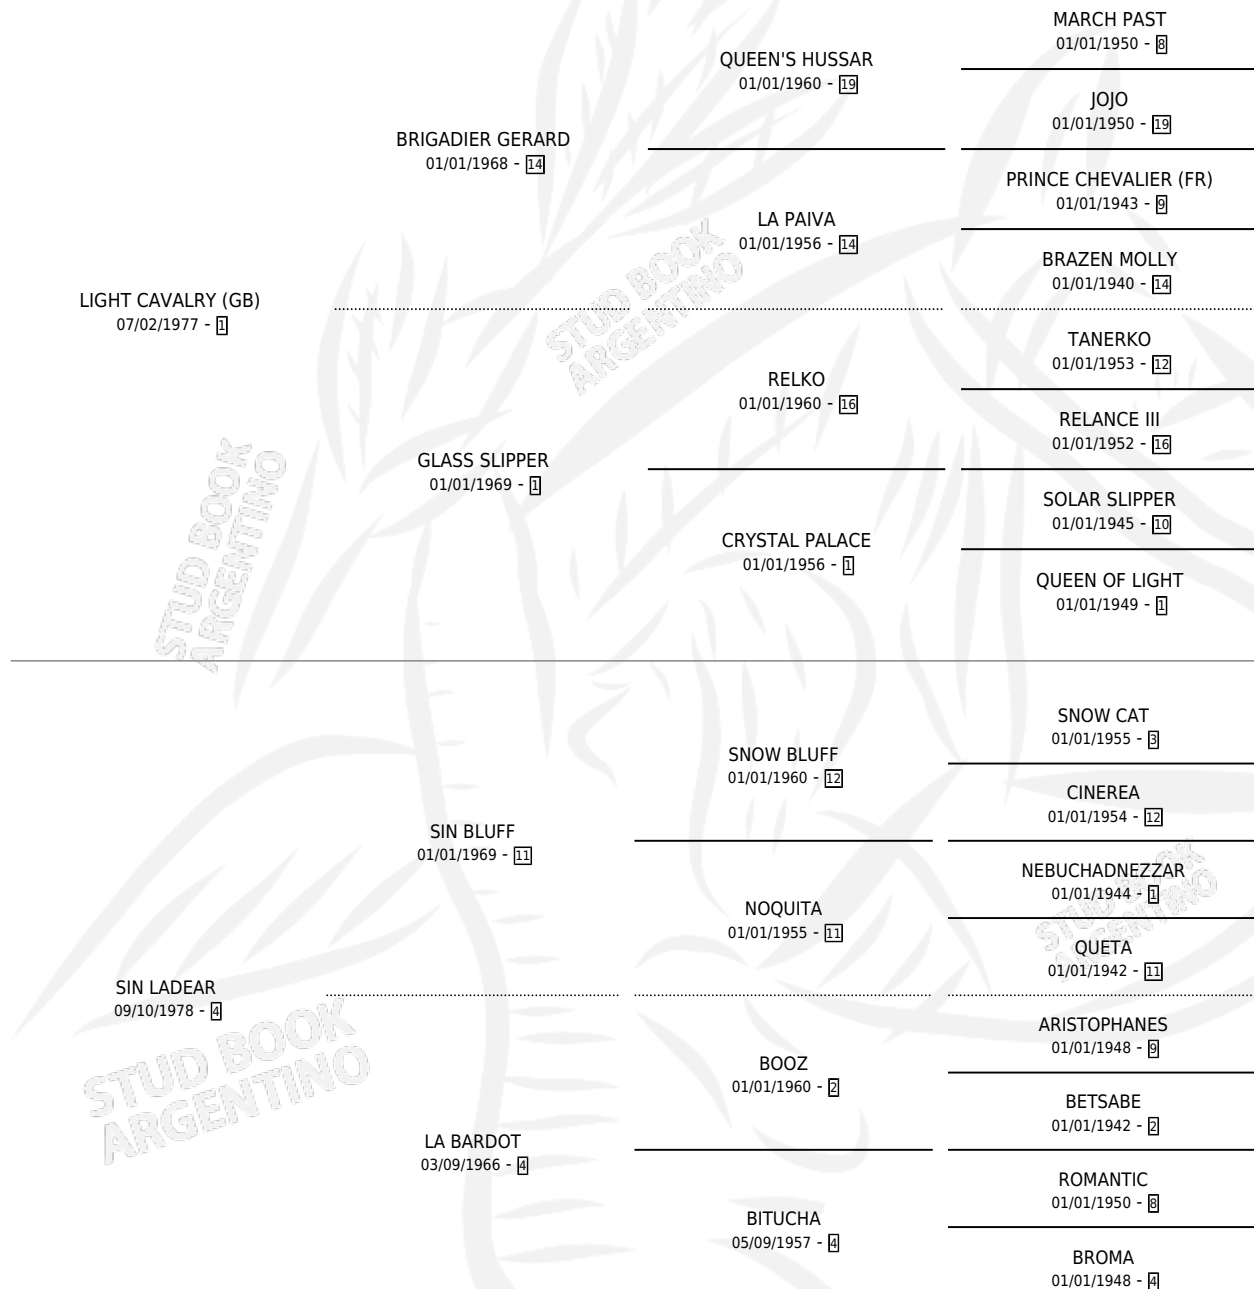 MARCH PAST
01/01/1950 - 8
QUEEN'S HUSSAR
01/01/1960 - 19
JOJO
01/01/1950 - 19
BRIGADIER GERARD
01/01/1968 - 14
PRINCE CHEVALIER (FR)
01/01/1943 - 9
LA PAIVA
01/01/1956 - 14
BRAZEN MOLLY
01/01/1940 - 14
LIGHT CAVALRY (GB)
07/02/1977 - 1
STUD BOOK
ARGENTINO
TANERKO
01/01/1953 - 12
RELKO
01/01/1960 - 16
RELANCE III
01/01/1952 - 16
GLASS SLIPPER
01/01/1969 - 1
SOLAR SLIPPER
01/01/1945 - 10
CRYSTAL PALACE
01/01/1956 - 1
QUEEN OF LIGHT
01/01/1949 - 1
STUD BOOK
ARGENTINO
SNOW CAT
01/01/1955 - 3
SNOW BLUFF
01/01/1960 - 12
CINEREA
01/01/1954 - 12
SIN BLUFF
01/01/1969 - 11
NEBUCHADNEZZAR
01/01/1944 - 1
NOQUITA
01/01/1955 - 11
STUD BOOK
ARGENTINO
QUETA
01/01/1942 - 11
SIN LADEAR
09/10/1978 - 4
STUD BOOK
ARGENTINO
ARISTOPHANES
01/01/1948 - 9
BOOZ
01/01/1960 - 2
BETSABE
01/01/1942 - 2
LA BARDOT
03/09/1966 - 4
ROMANTIC
01/01/1950 - 8
BITUCHA
05/09/1957 - 4
BROMA
01/01/1948 - 4